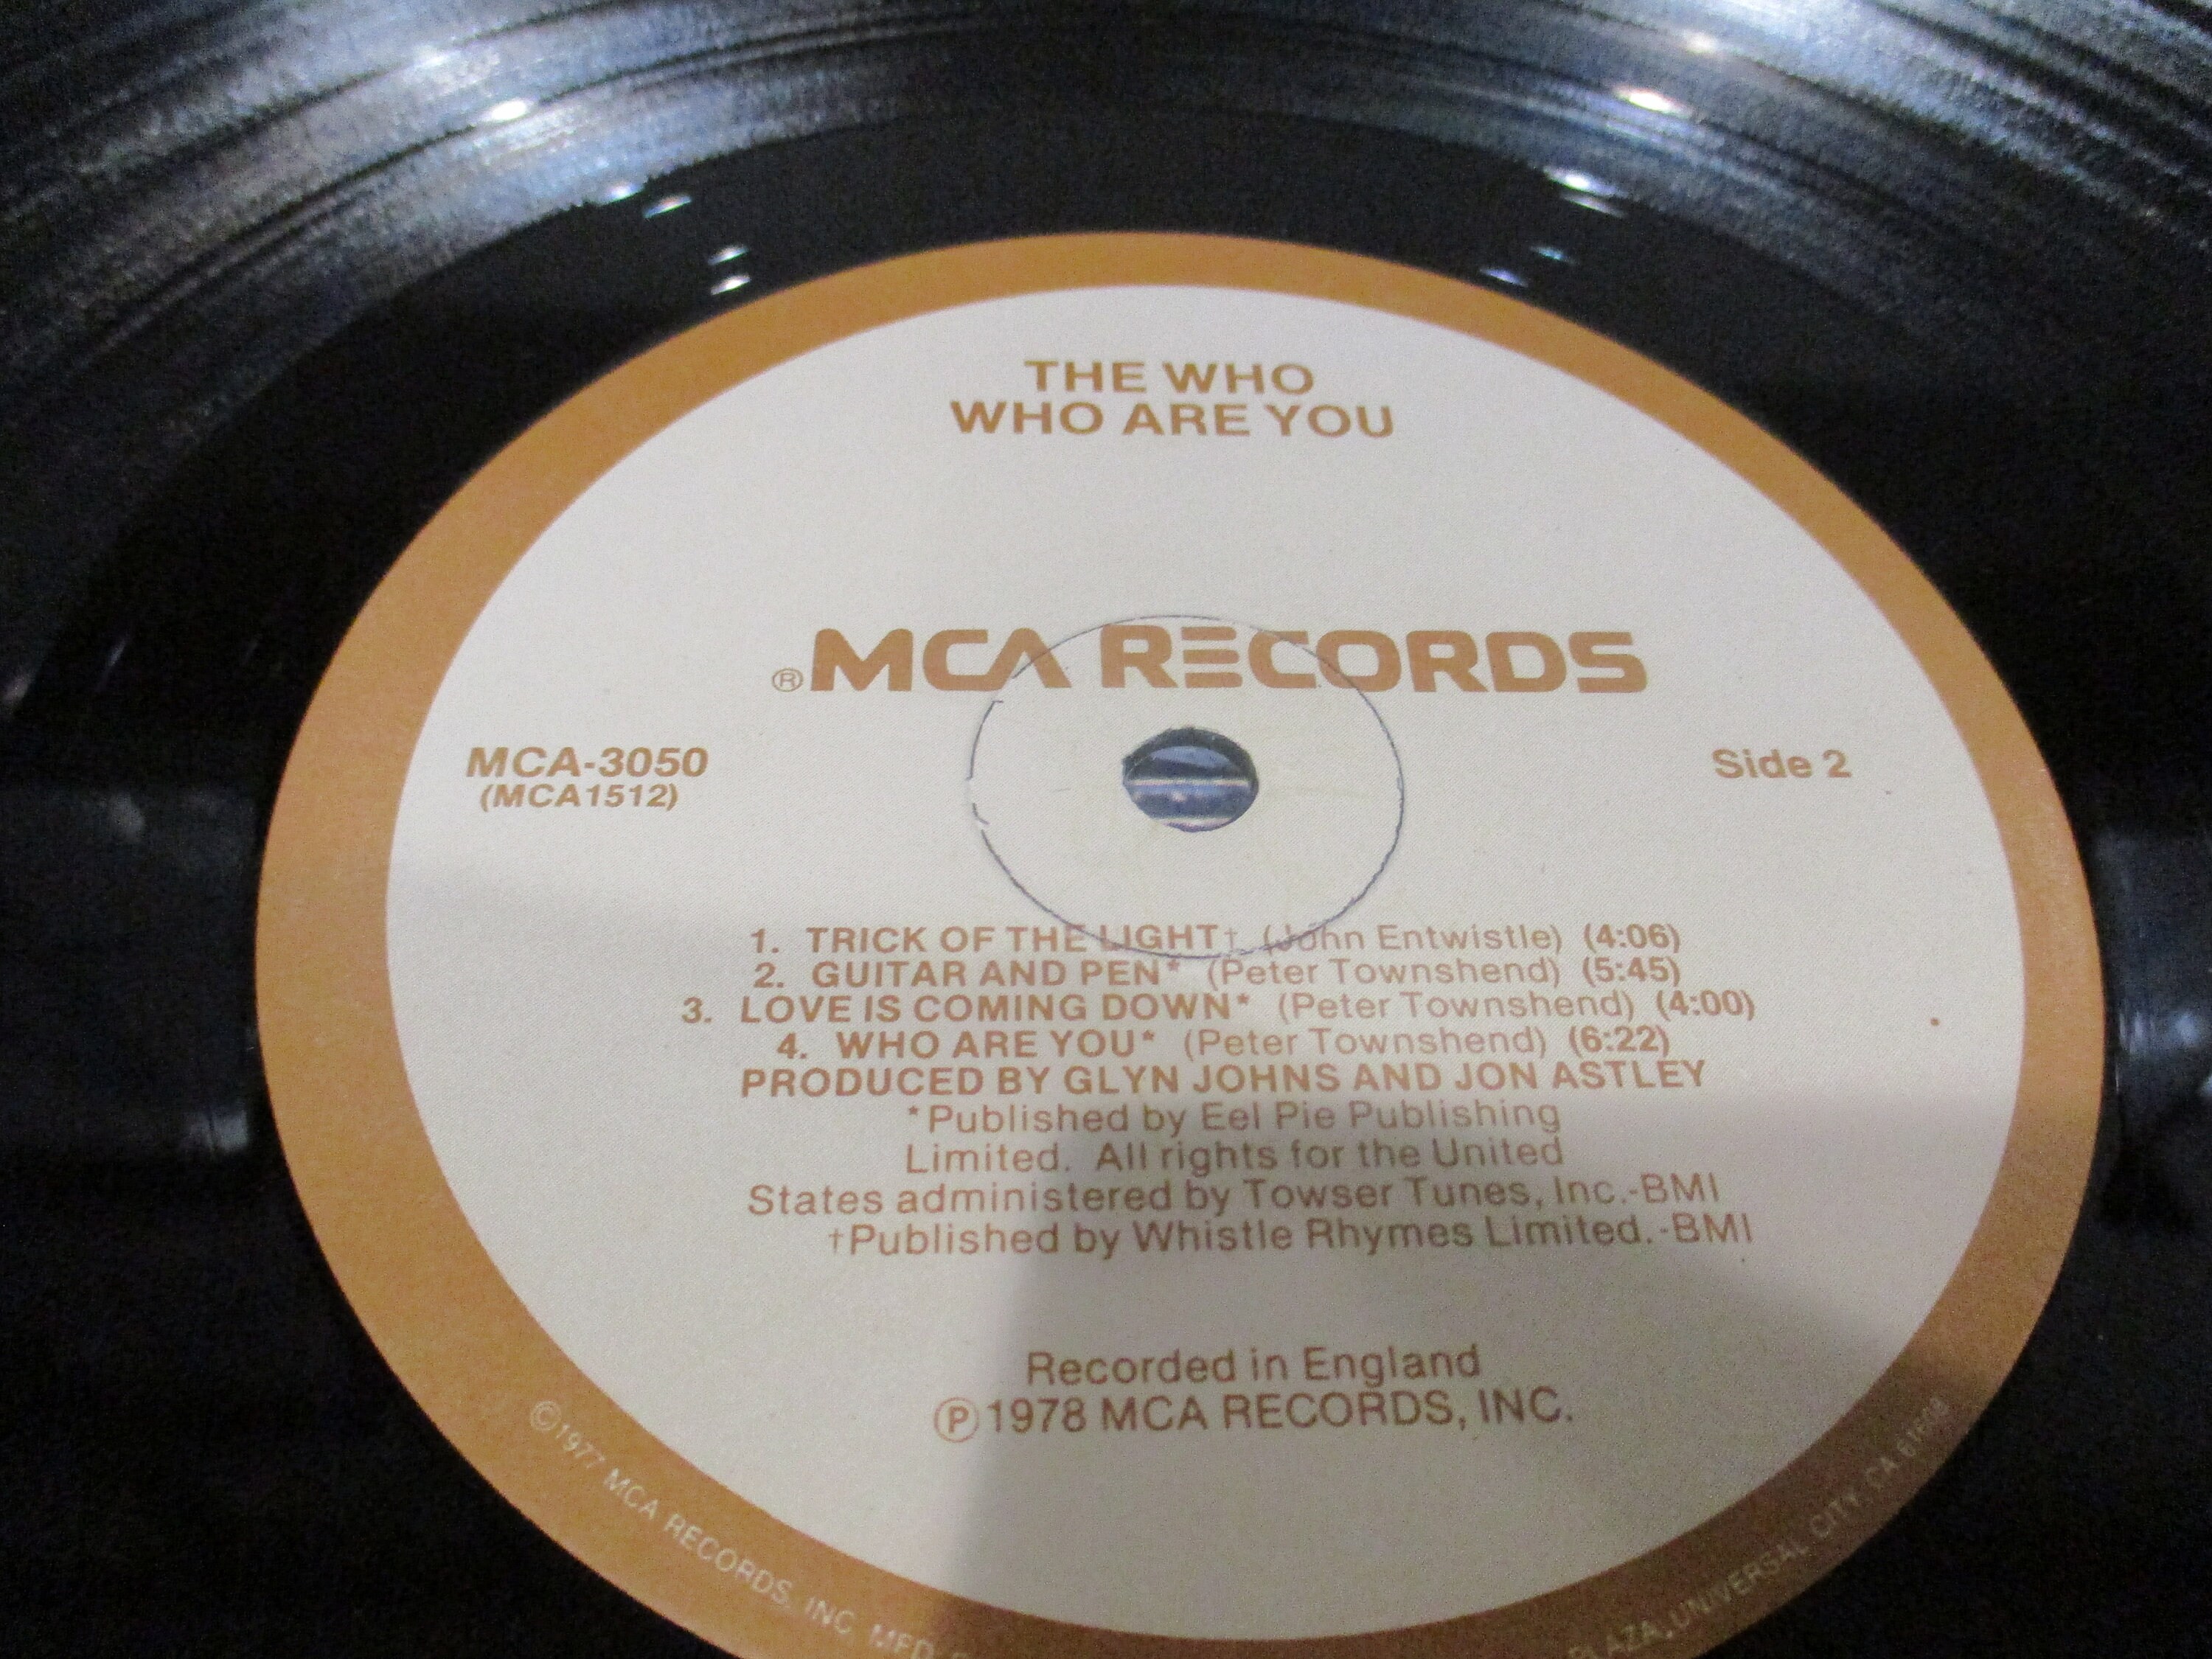 THE WHO
WHO ARE YOU
®MCA RECORDS
MCA-3050
(MCA1512)
Side 2
1. TRICK OF THE LIGHT† (John Entwistle) (4:06)
2. GUITAR AND PEN* (Peter Townshend) (5:45)
3. LOVE IS COMING DOWN* (Peter Townshend) (4:00)
4. WHO ARE YOU* (Peter Townshend) (6:22)
PRODUCED BY GLYN JOHNS AND JON ASTLEY
*Published by Eel Pie Publishing
Limited. All rights for the United
States administered by Towser Tunes, Inc.-BMI
†Published by Whistle Rhymes Limited.-BMI
Recorded in England
Ⓟ1978 MCA RECORDS, INC.
©1977 MCA RECORDS, INC. MFD.
PLAZA, UNIVERSAL CITY, CA